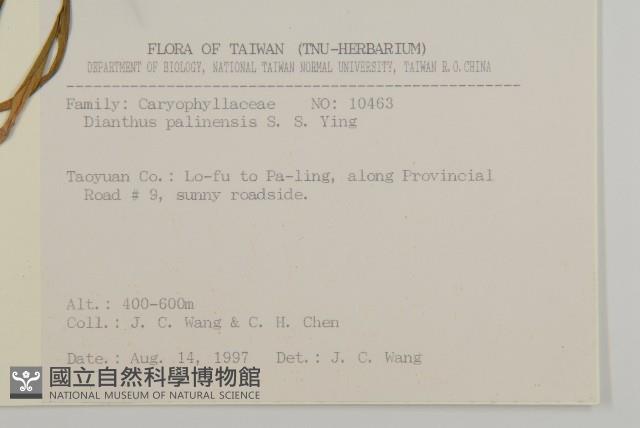 FLORA OF TAIWAN (TNU-HERBARIUM)
DEPARTMENT OF BIOLOGY, NATIONAL TAIWAN NORMAL UNIVERSITY, TAIWAN R.O.CHINA
Family: Caryophyllaceae NO: 10463
Dianthus palinensis S. S. Ying
Taoyuan Co.: Lo-fu to Pa-ling, along Provincial
Road # 9, sunny roadside.
Alt.: 400-600m
Coll.: J. C. Wang & C. H. Chen
Date.: Aug. 14, 1997 Det.: J. C. Wang
國立自然科學博物館
NATIONAL MUSEUM OF NATURAL SCIENCE